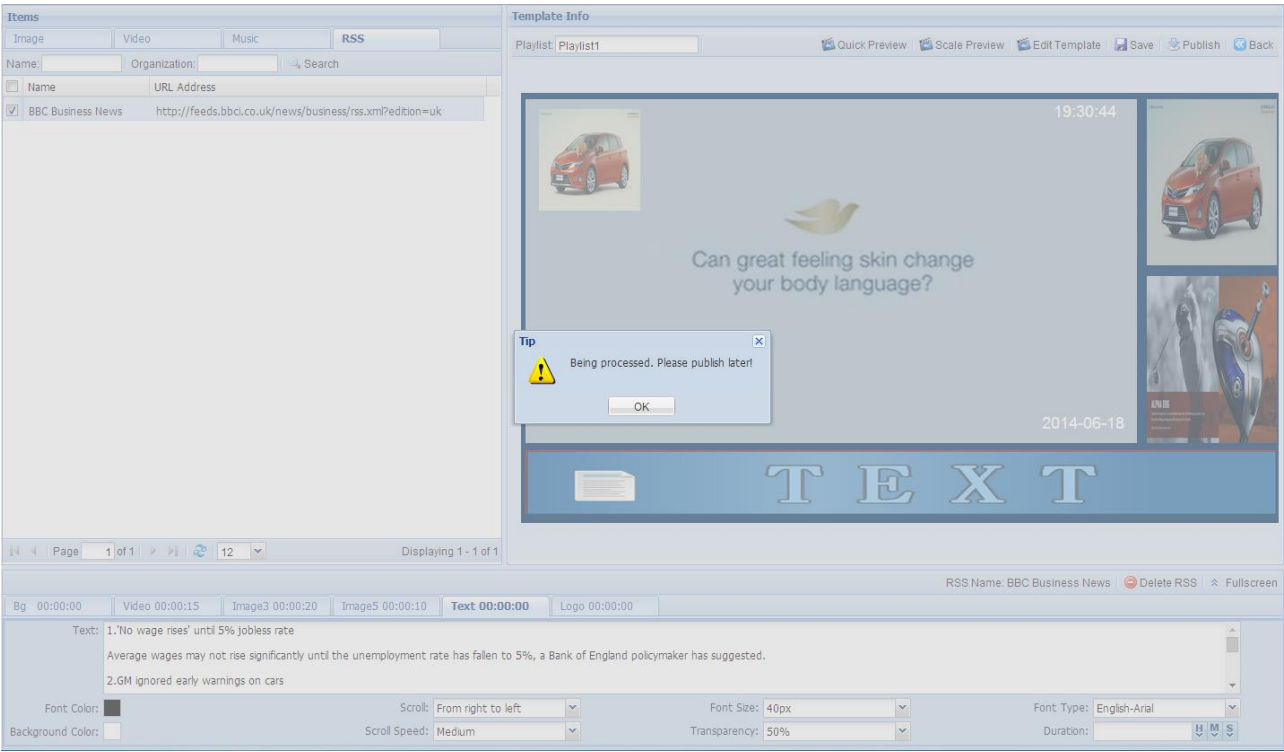 Items
Image Video Music RSS
Name: Organization: Search
Name URL Address
BBC Business News http://feeds.bbci.co.uk/news/business/rss.xml?edition=uk
Page 1 of 1 12 Displaying 1 - 1 of 1
Template Info
Playlist: Playlist1 Quick Preview Scale Preview Edit Template Save Publish Back
19:30:44
Can great feeling skin change
your body language?
Tip
Being processed. Please publish later!
OK
2014-06-18
TEXT
RSS Name: BBC Business News Delete RSS Fullscreen
Bg 00:00:00 Video 00:00:15 Image3 00:00:20 Image5 00:00:10 Text 00:00:00 Logo 00:00:00
Text: 1.'No wage rises' until 5% jobless rate
Average wages may not rise significantly until the unemployment rate has fallen to 5%, a Bank of England policymaker has suggested.
2.GM ignored early warnings on cars
Font Color: Scroll: From right to left Font Size: 40px Font Type: English-Arial
Background Color: Scroll Speed: Medium Transparency: 50% Duration: H M S